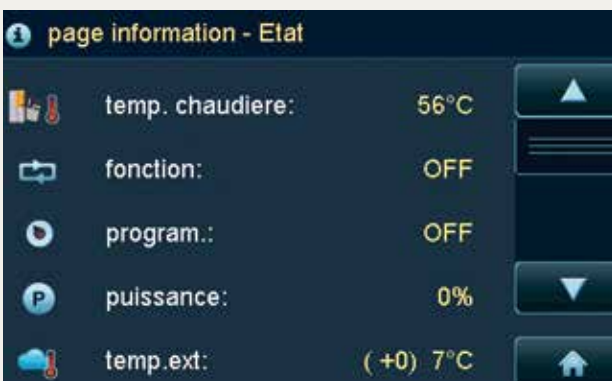 page information - Etat
temp. chaudiere: 56°C
fonction: OFF
program.: OFF
P puissance: 0%
temp.ext: ( +0) 7°C